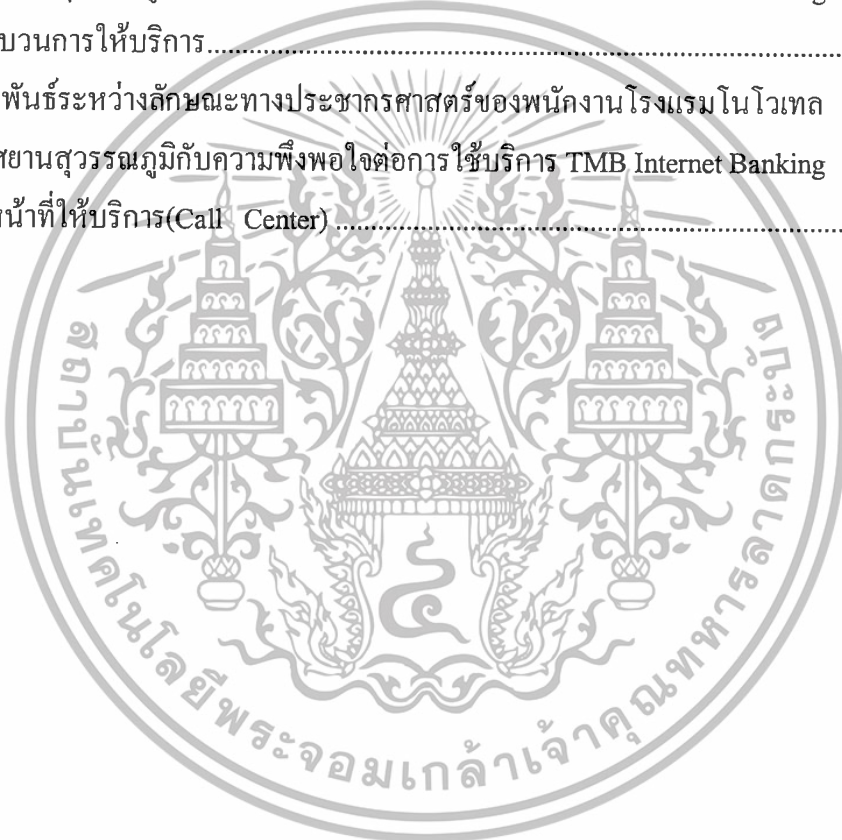 บวนการให้บริการ
พันธ์ระหว่างลักษณะทางประชากรศาสตร์ของพนักงานโรงแรมโนโวเทล
สยานสุวรรณภูมิกับความพึงพอใจต่อการใช้บริการ TMB Internet Banking
หน้าที่ให้บริการ(Call Center)
สถาบันเทคโนโลยีพระจอมเกล้าเจ้าคุณทหารลาดกระบัง
๔